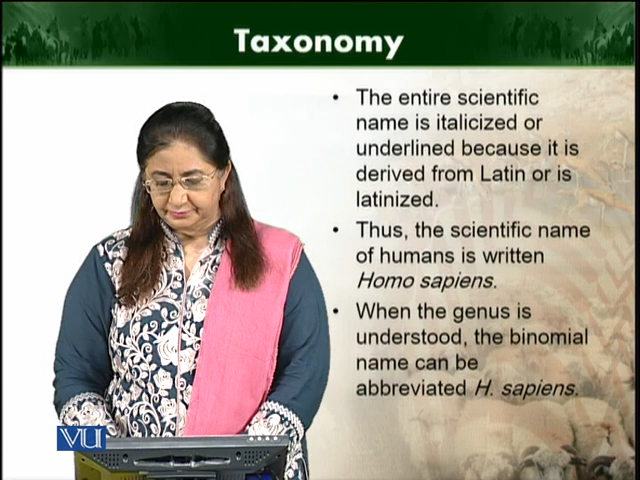 Taxonomy
• The entire scientific
name is italicized or
underlined because it is
derived from Latin or is
latinized.
• Thus, the scientific name
of humans is written
Homo sapiens.
• When the genus is
understood, the binomial
name can be
abbreviated H. sapiens.
VU